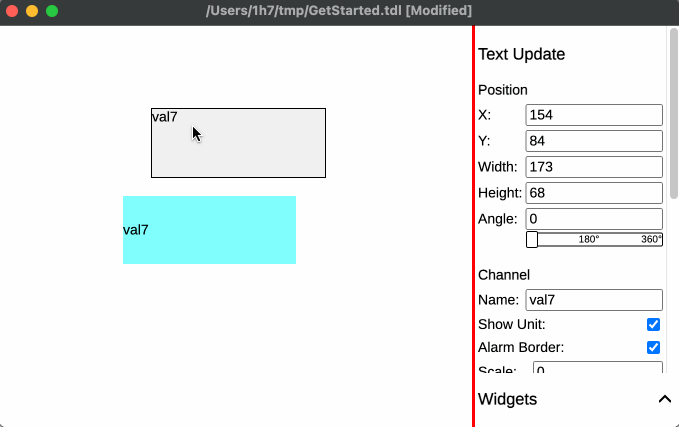 /Users/1h7/tmp/GetStarted.tdl [Modified]
val7
val7
Text Update
Position
X: 154
Y: 84
Width: 173
Height: 68
Angle: 0
180° 360°
Channel
Name: val7
Show Unit:
Alarm Border:
Scale: 0
Widgets